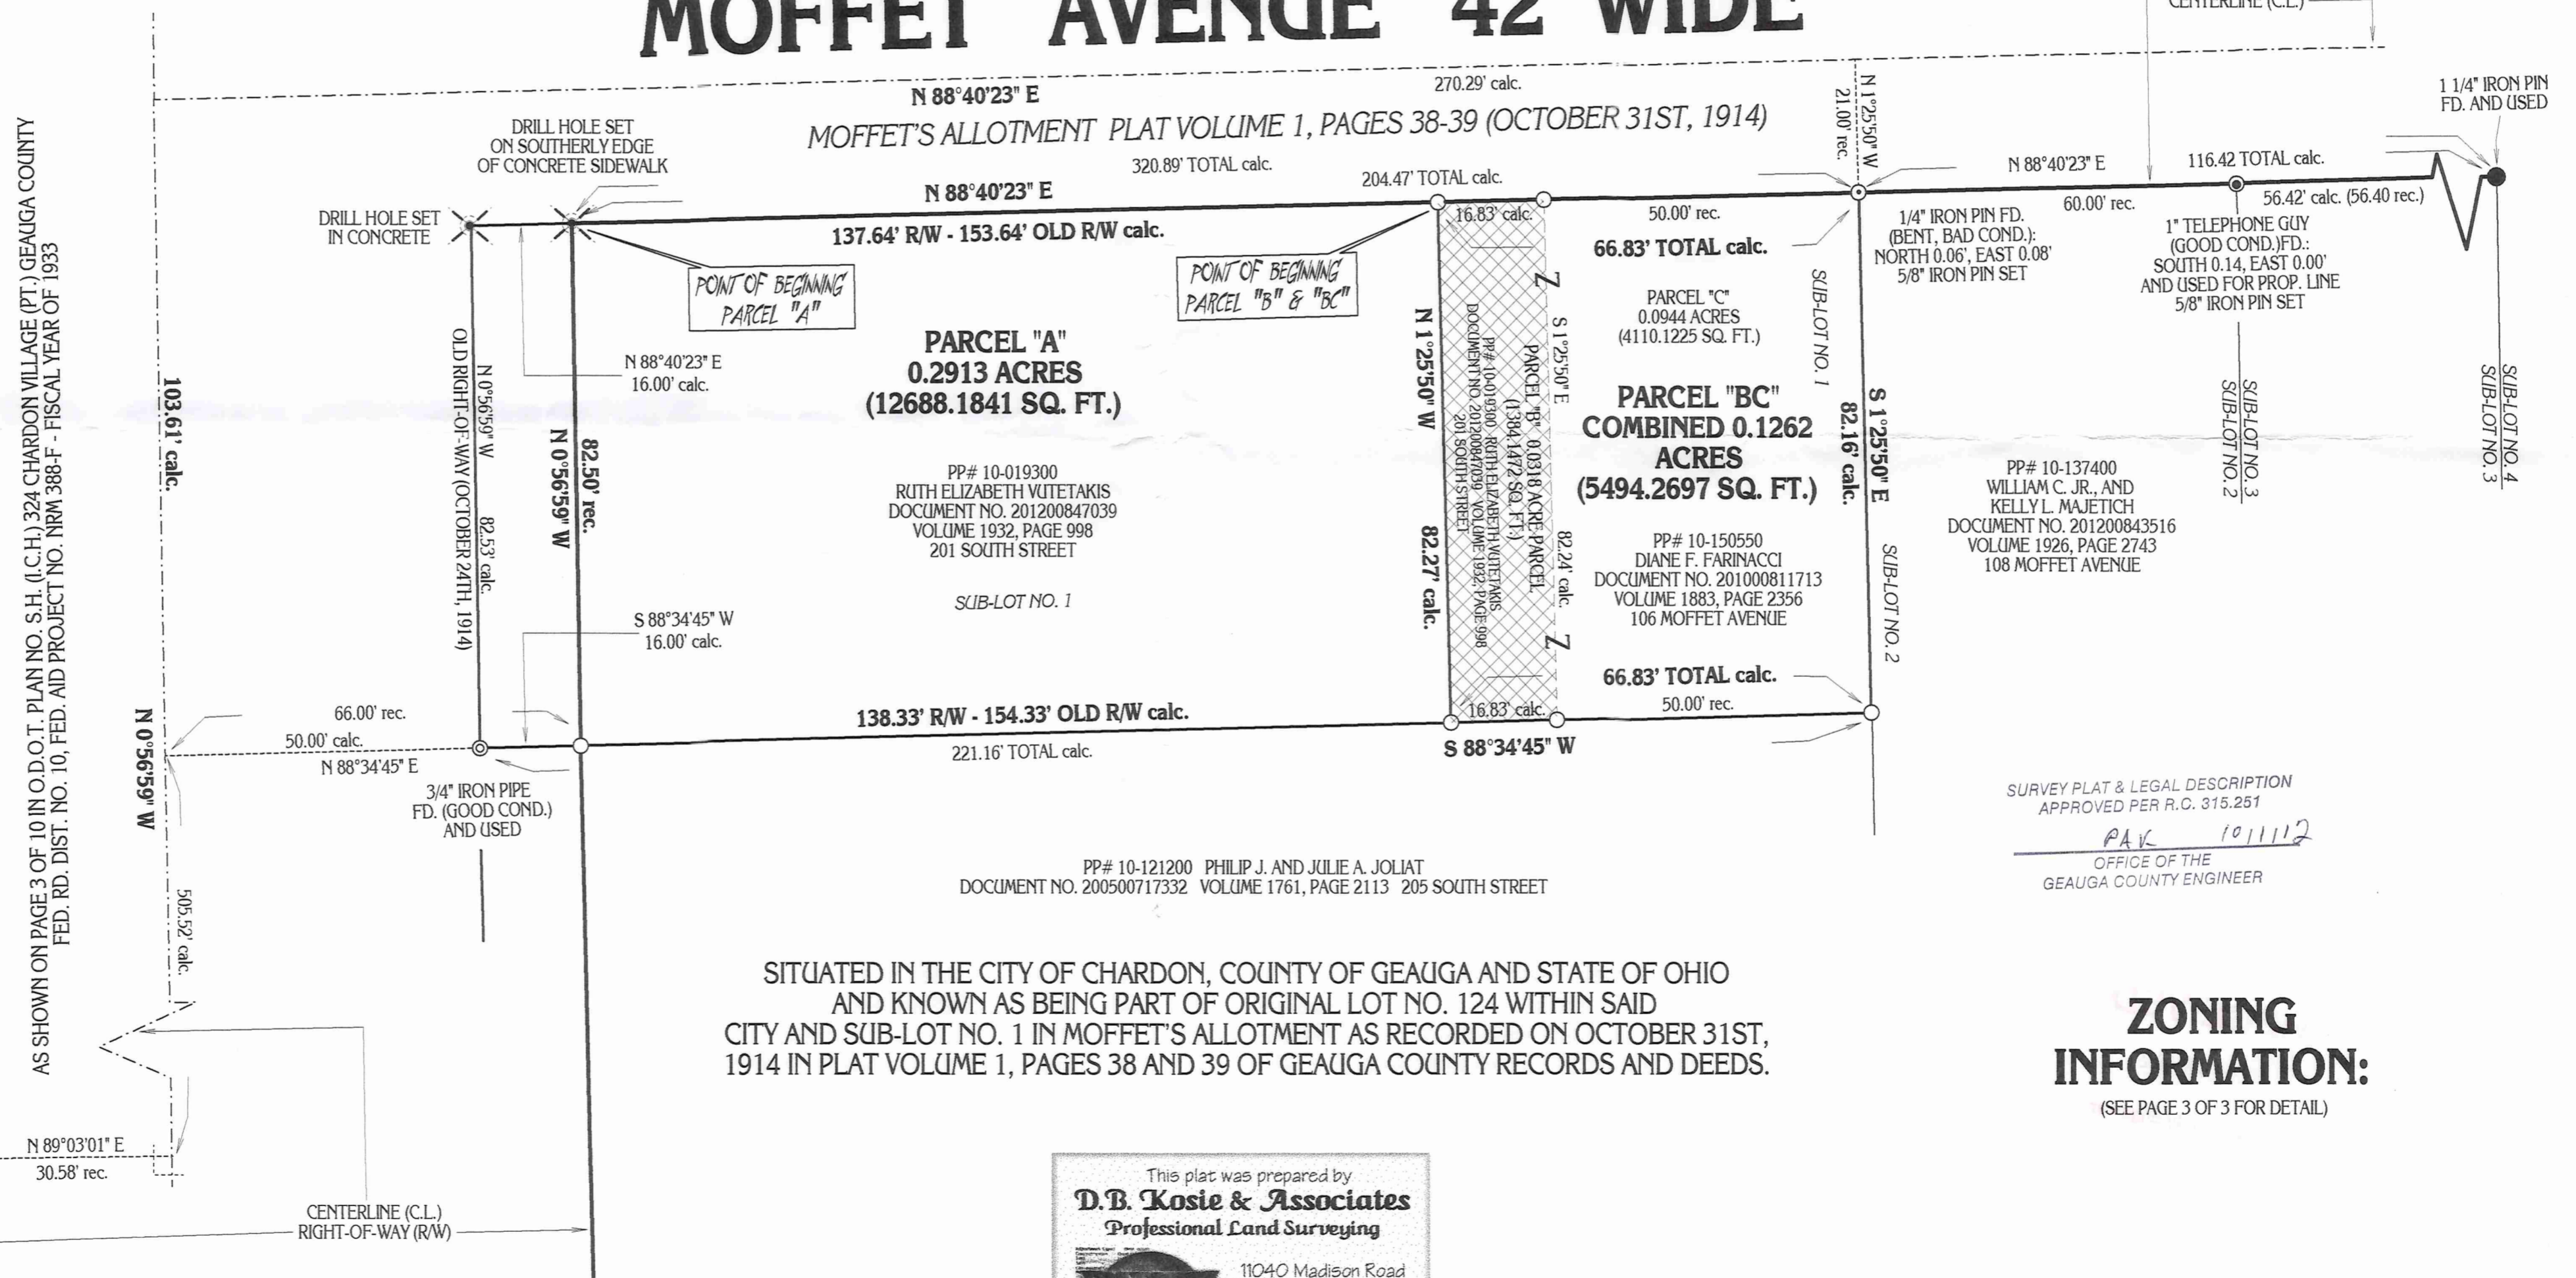 MOFFET AVENUE 42' WIDE
CENTERLINE (C.L.)
270.29' calc.
N 88°40'23" E
MOFFET'S ALLOTMENT PLAT VOLUME 1, PAGES 38-39 (OCTOBER 31ST, 1914)
N 1°25'50" W
21.00' rec.
1 1/4" IRON PIN
FD. AND USED
DRILL HOLE SET
ON SOUTHERLY EDGE
OF CONCRETE SIDEWALK
320.89' TOTAL calc.
204.47' TOTAL calc.
N 88°40'23" E
N 88°40'23" E
116.42 TOTAL calc.
DRILL HOLE SET
IN CONCRETE
137.64' R/W - 153.64' OLD R/W calc.
16.83' calc.
50.00' rec.
66.83' TOTAL calc.
60.00' rec.
56.42' calc. (56.40 rec.)
1/4" IRON PIN FD.
(BENT, BAD COND.):
NORTH 0.06', EAST 0.08'
5/8" IRON PIN SET
1" TELEPHONE GUY
(GOOD COND.)FD.:
SOUTH 0.14, EAST 0.00'
AND USED FOR PROP. LINE
5/8" IRON PIN SET
POINT OF BEGINNING
PARCEL "A"
POINT OF BEGINNING
PARCEL "B" & "BC"
AS SHOWN ON PAGE 3 OF 10 IN O.D.O.T. PLAN NO. S.H. (I.C.H.) 324 CHARDON VILLAGE (PT.) GEAUGA COUNTY
FED. RD. DIST. NO. 10, FED. AID PROJECT NO. NRM 388-F - FISCAL YEAR OF 1933
103.61' calc.
N 0°56'59" W
OLD RIGHT-OF-WAY (OCTOBER 24TH, 1914)
N 0°56'59" W
82.53' calc.
N 0°56'59" W
82.50' rec.
N 88°40'23" E
16.00' calc.
PARCEL "A"
0.2913 ACRES
(12688.1841 SQ. FT.)
PP# 10-019300
RUTH ELIZABETH VUTETAKIS
DOCUMENT NO. 201200847039
VOLUME 1932, PAGE 998
201 SOUTH STREET
SUB-LOT NO. 1
S 88°34'45" W
16.00' calc.
N 1°25'50" W
82.27' calc.
PARCEL "B" 0.0318 ACRE PARCEL
(1384.1472 SQ. FT.)
PP# 10-019300 RUTH ELIZABETH VUTETAKIS
DOCUMENT NO. 201200847039 VOLUME 1932, PAGE 998
201 SOUTH STREET
Z
S 1°25'50" E
82.24' calc.
Z
PARCEL "C"
0.0944 ACRES
(4110.1225 SQ. FT.)
SUB-LOT NO. 1
PARCEL "BC"
COMBINED 0.1262
ACRES
(5494.2697 SQ. FT.)
PP# 10-150550
DIANE F. FARINACCI
DOCUMENT NO. 201000811713
VOLUME 1883, PAGE 2356
106 MOFFET AVENUE
S 1°25'50" E
82.16' calc.
SUB-LOT NO. 2
PP# 10-137400
WILLIAM C. JR., AND
KELLY L. MAJETICH
DOCUMENT NO. 201200843516
VOLUME 1926, PAGE 2743
108 MOFFET AVENUE
SUB-LOT NO. 3
SUB-LOT NO. 2
SUB-LOT NO. 4
SUB-LOT NO. 3
66.83' TOTAL calc.
16.83' calc.
50.00' rec.
66.00' rec.
50.00' calc.
N 88°34'45" E
138.33' R/W - 154.33' OLD R/W calc.
221.16' TOTAL calc.
S 88°34'45" W
3/4" IRON PIPE
FD. (GOOD COND.)
AND USED
505.52' calc.
PP# 10-121200 PHILIP J. AND JULIE A. JOLIAT
DOCUMENT NO. 200500717332 VOLUME 1761, PAGE 2113 205 SOUTH STREET
SURVEY PLAT & LEGAL DESCRIPTION
APPROVED PER R.C. 315.251
PAK 10/1/12
OFFICE OF THE
GEAUGA COUNTY ENGINEER
SITUATED IN THE CITY OF CHARDON, COUNTY OF GEAUGA AND STATE OF OHIO
AND KNOWN AS BEING PART OF ORIGINAL LOT NO. 124 WITHIN SAID
CITY AND SUB-LOT NO. 1 IN MOFFET'S ALLOTMENT AS RECORDED ON OCTOBER 31ST,
1914 IN PLAT VOLUME 1, PAGES 38 AND 39 OF GEAUGA COUNTY RECORDS AND DEEDS.
ZONING
INFORMATION:
(SEE PAGE 3 OF 3 FOR DETAIL)
N 89°03'01" E
30.58' rec.
CENTERLINE (C.L.)
RIGHT-OF-WAY (R/W)
This plat was prepared by
D.B. Kosie & Associates
Professional Land Surveying
11040 Madison Road